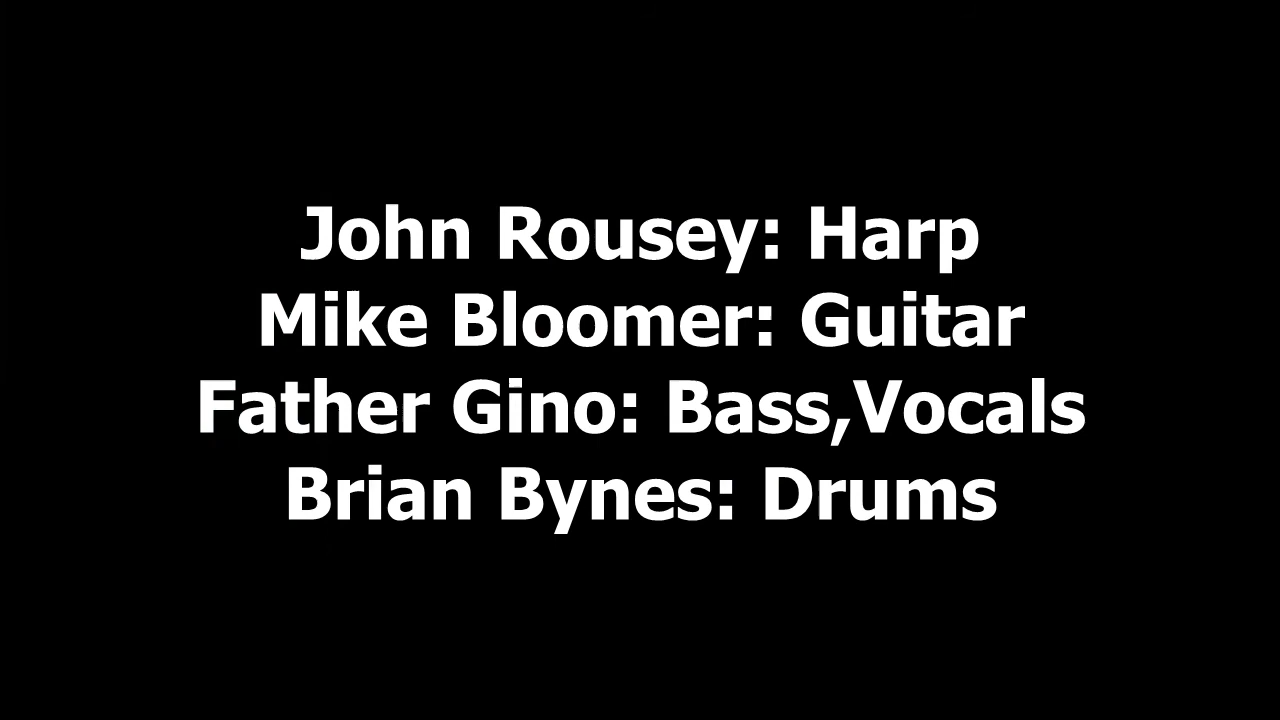 John Rousey: Harp
Mike Bloomer: Guitar
Father Gino: Bass,Vocals
Brian Bynes: Drums